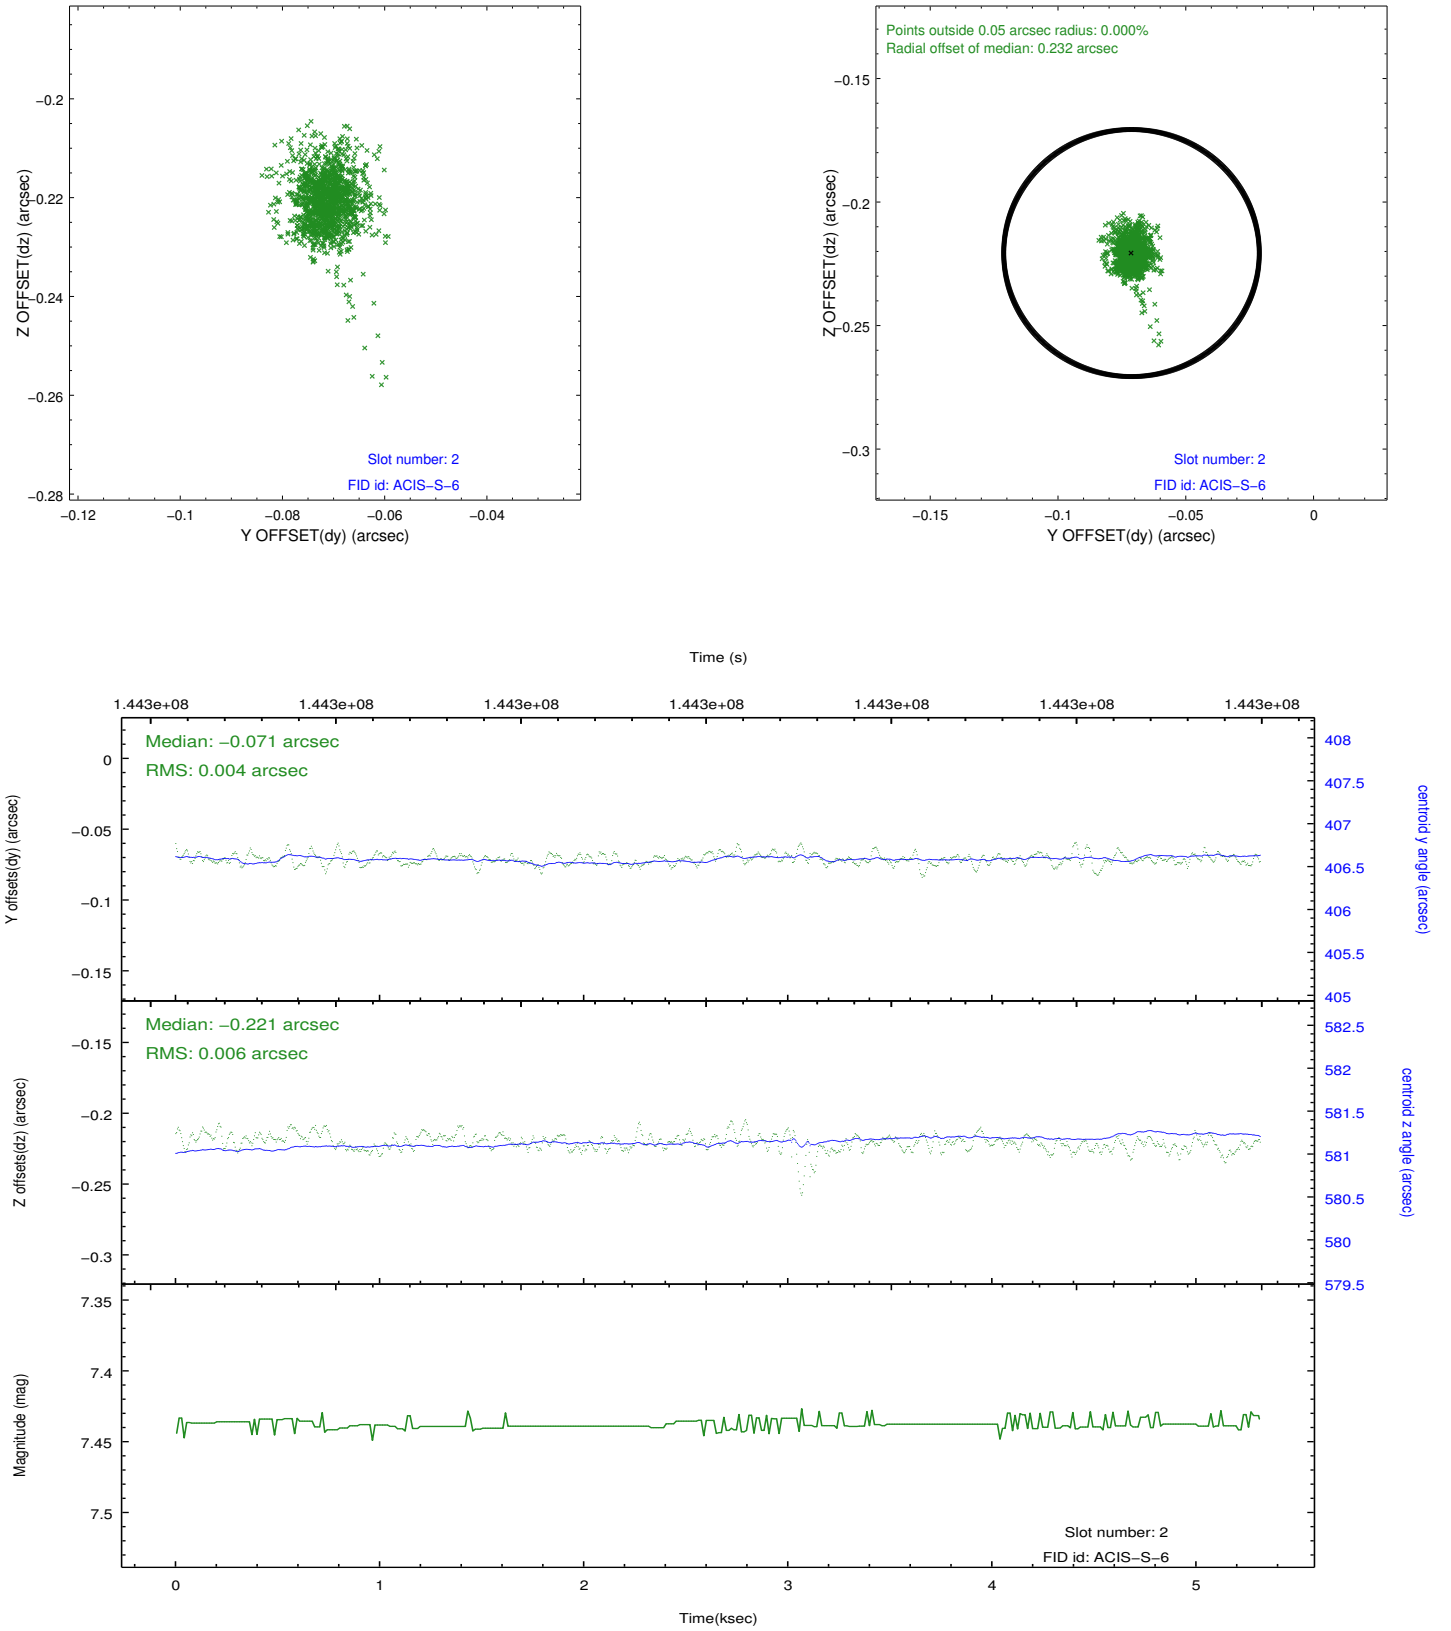 −0.2
−0.22
−0.24
−0.26
−0.28
Z OFFSET(dz) (arcsec)
Slot number: 2
FID id: ACIS−S−6
−0.12 −0.1 −0.08 −0.06 −0.04
Y OFFSET(dy) (arcsec)
Points outside 0.05 arcsec radius: 0.000%
Radial offset of median: 0.232 arcsec
−0.15
−0.2
−0.25
−0.3
Z OFFSET(dz) (arcsec)
Slot number: 2
FID id: ACIS−S−6
−0.15 −0.1 −0.05 0
Y OFFSET(dy) (arcsec)
Time (s)
1.443e+08 1.443e+08 1.443e+08 1.443e+08 1.443e+08 1.443e+08 1.443e+08
Median: −0.071 arcsec
RMS: 0.004 arcsec
0
−0.05
−0.1
−0.15
Y offsets(dy) (arcsec)
408
407.5
407
406.5
406
405.5
405
centroid y angle (arcsec)
Median: −0.221 arcsec
RMS: 0.006 arcsec
−0.15
−0.2
−0.25
−0.3
Z offsets(dz) (arcsec)
582.5
582
581.5
581
580.5
580
579.5
centroid z angle (arcsec)
7.35
7.4
7.45
7.5
Magnitude (mag)
Slot number: 2
FID id: ACIS−S−6
0 1 2 3 4 5
Time(ksec)